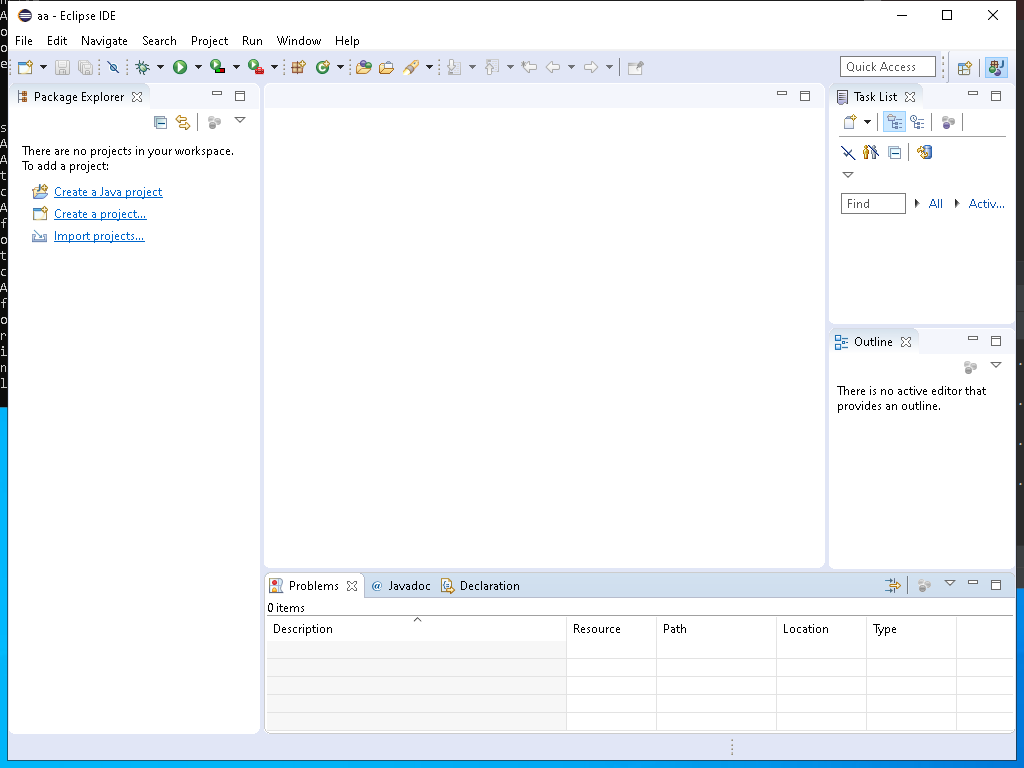 aa - Eclipse IDE
File Edit Navigate Search Project Run Window Help
Quick Access
Package Explorer
There are no projects in your workspace.
To add a project:
Create a Java project
Create a project...
Import projects...
Task List
Find All Activ...
Outline
There is no active editor that
provides an outline.
Problems @ Javadoc Declaration
0 items
Description Resource Path Location Type